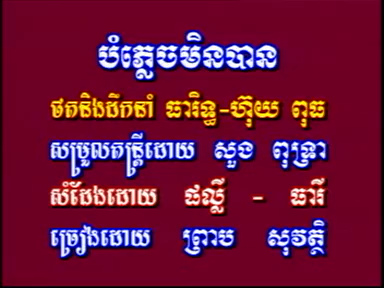 បំភ្លេចមិនបាន
ថតនិងដឹកនាំ ធារិទ្ធ-ហ៊ុយ ពុធ
សម្រួលតន្រ្តីដោយ សួង ពុទ្រា
សំដែងដោយ ផល្លី - ធារី
ច្រៀងដោយ ព្រាប សុវត្ថិ